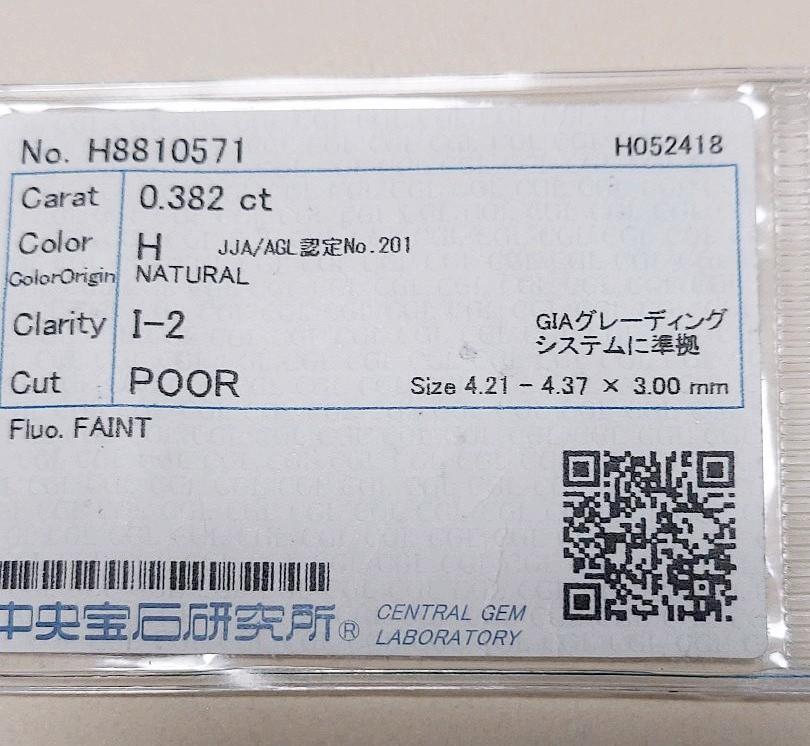 No. H8810571 H052418
Carat 0.382 ct
Color H JJA/AGL認定No.201
ColorOrigin NATURAL
Clarity I-2 GIAグレーディング
システムに準拠
Cut POOR Size 4.21 - 4.37 × 3.00 mm
Fluo. FAINT
中央宝石研究所® CENTRAL GEM
LABORATORY